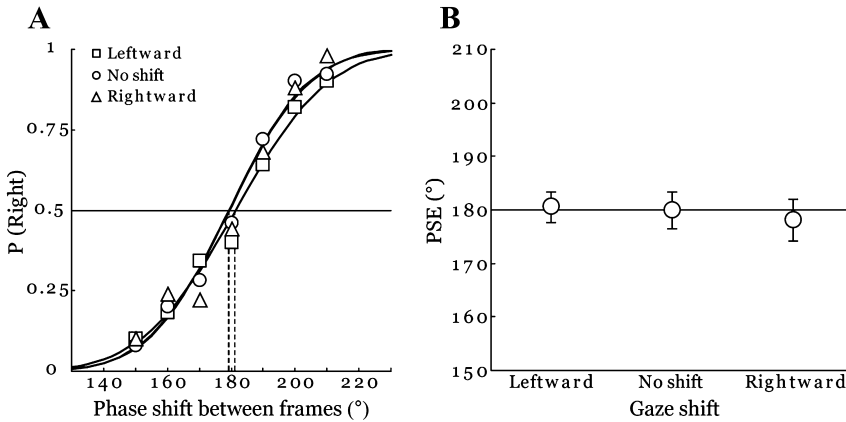 A
Leftward
No shift
Rightward
1
0.75
0.5
0.25
0
P (Right)
140 160 180 200 220
Phase shift between frames (°)
B
210
200
190
180
170
160
150
PSE (°)
Leftward No shift Rightward
Gaze shift